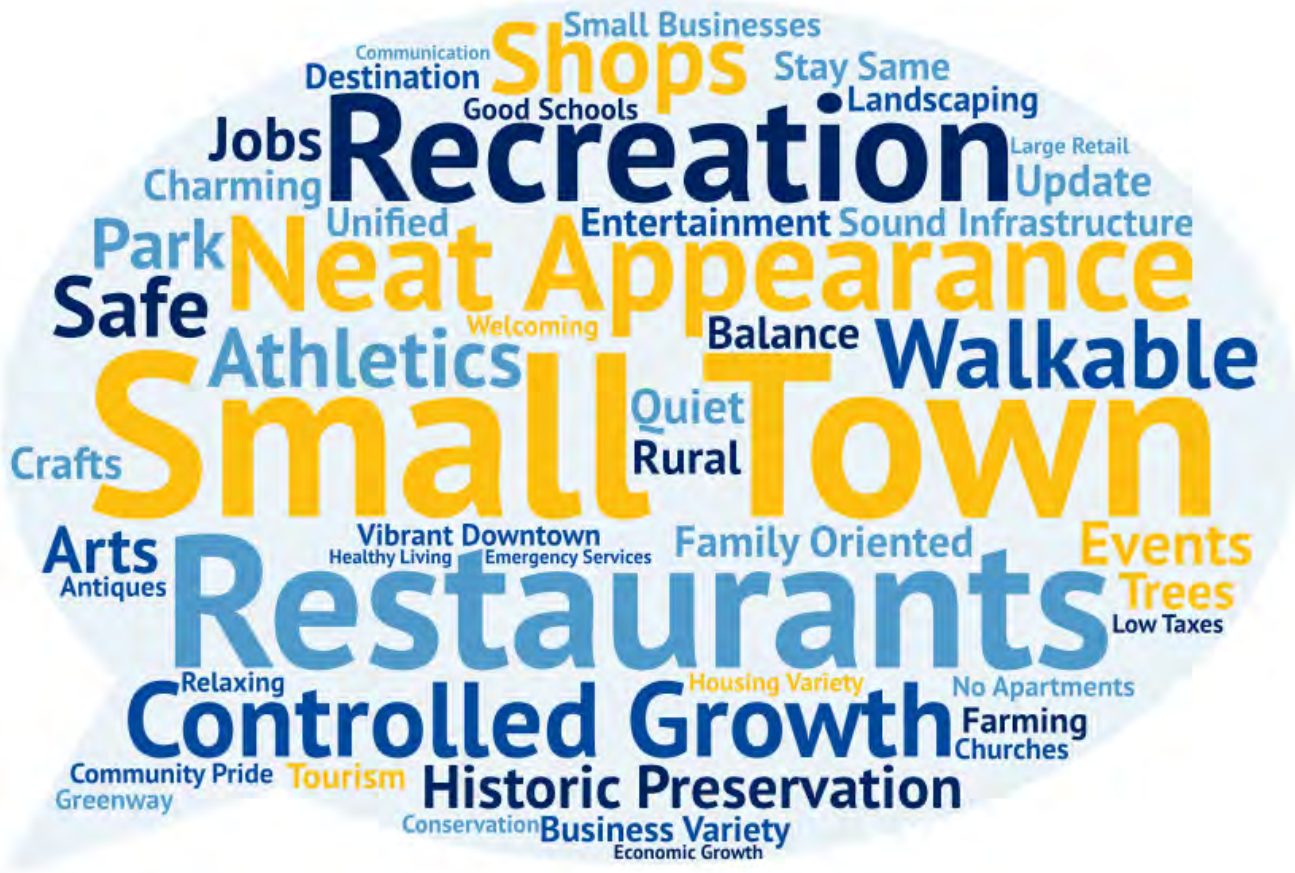 Small Businesses
Communication
Shops
Stay Same
Destination
Good Schools
Landscaping
Jobs
Recreation
Large Retail
Charming
Update
Unified
Entertainment
Sound Infrastructure
Park
Neat Appearance
Safe
Welcoming
Balance
Walkable
Athletics
Small Town
Quiet
Crafts
Rural
Arts
Vibrant Downtown
Family Oriented
Events
Healthy Living
Emergency Services
Antiques
Restaurants
Trees
Low Taxes
Relaxing
Housing Variety
No Apartments
Controlled Growth
Farming
Churches
Community Pride
Tourism
Historic Preservation
Greenway
Conservation
Business Variety
Economic Growth